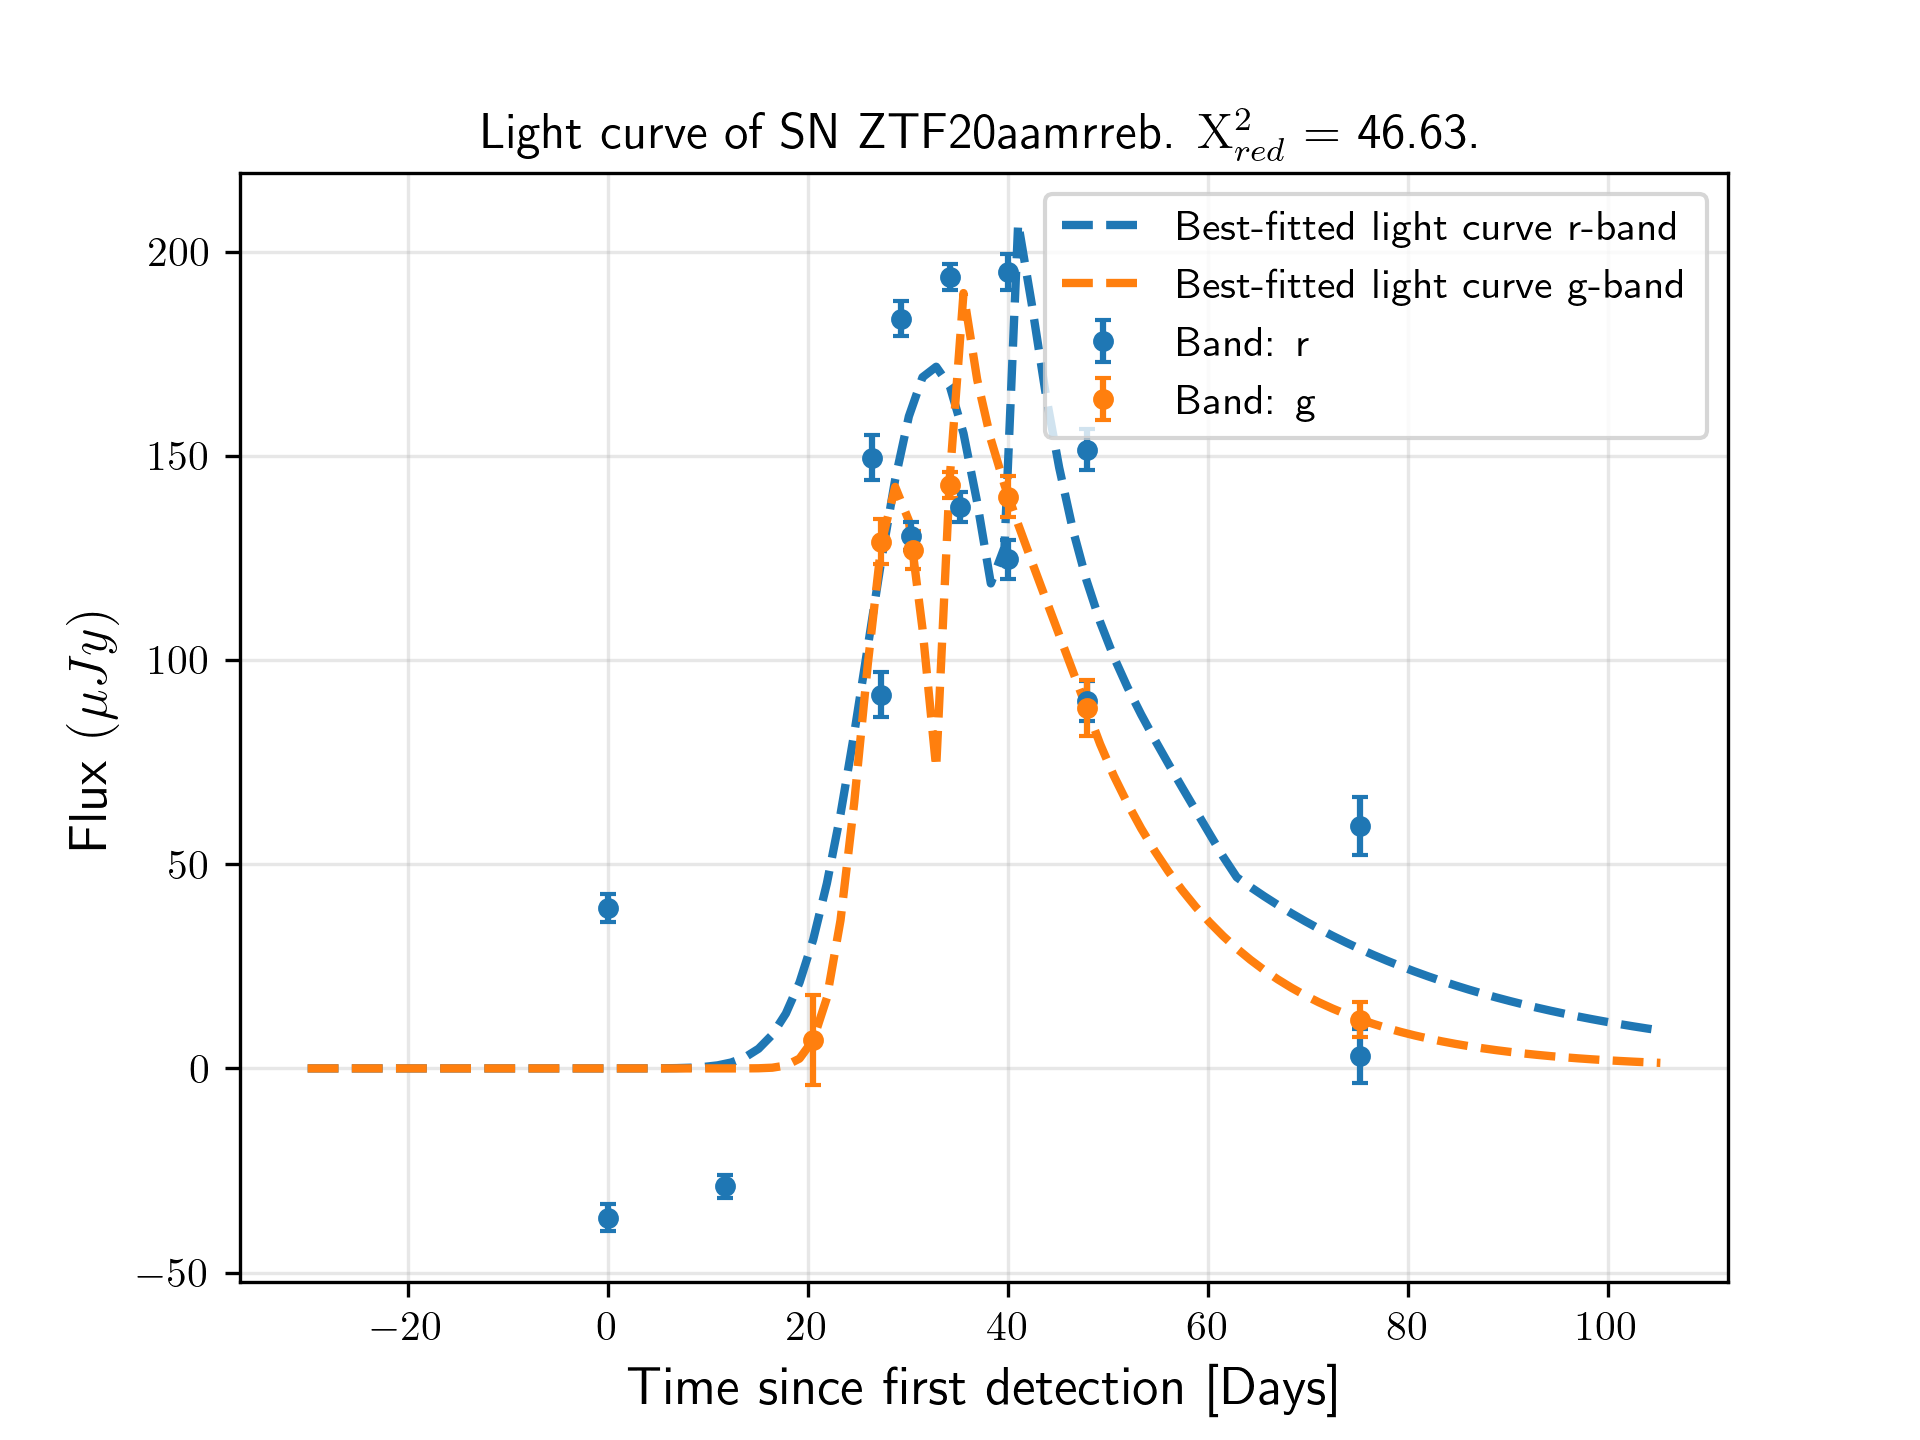 Light curve of SN ZTF20aamrreb. X²_red = 46.63.
Best-fitted light curve r-band
Best-fitted light curve g-band
Band: r
Band: g
Flux (μJy)
200
150
100
50
0
−50
−20 0 20 40 60 80 100
Time since first detection [Days]